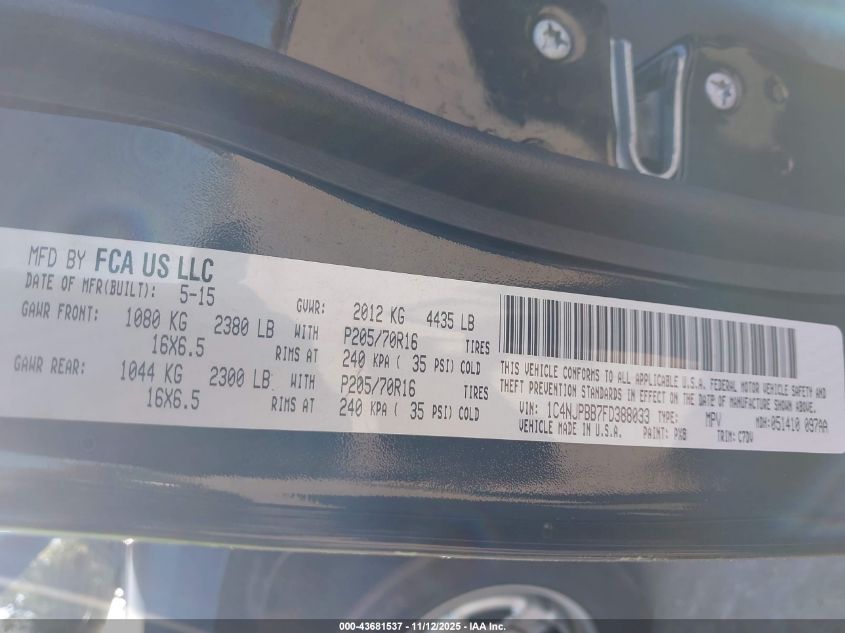 MFD BY FCA US LLC
DATE OF MFR(BUILT): 5-15 GVWR: 2012 KG 4435 LB
GAWR FRONT: 1080 KG 2380 LB WITH P205/70R16 TIRES
16X6.5 RIMS AT 240 KPA ( 35 PSI) COLD
GAWR REAR: 1044 KG 2300 LB WITH P205/70R16 TIRES
16X6.5 RIMS AT 240 KPA ( 35 PSI) COLD
THIS VEHICLE CONFORMS TO ALL APPLICABLE U.S.A. FEDERAL MOTOR VEHICLE SAFETY AND
THEFT PREVENTION STANDARDS IN EFFECT ON THE DATE OF MANUFACTURE SHOWN ABOVE.
VIN: 1C4NJPBB7FD388033 TYPE: MPV MDH:051410 097AA
VEHICLE MADE IN U.S.A. PAINT: PX8 TRIM: C7DV
000-43681537 - 11/12/2025 - IAA Inc.